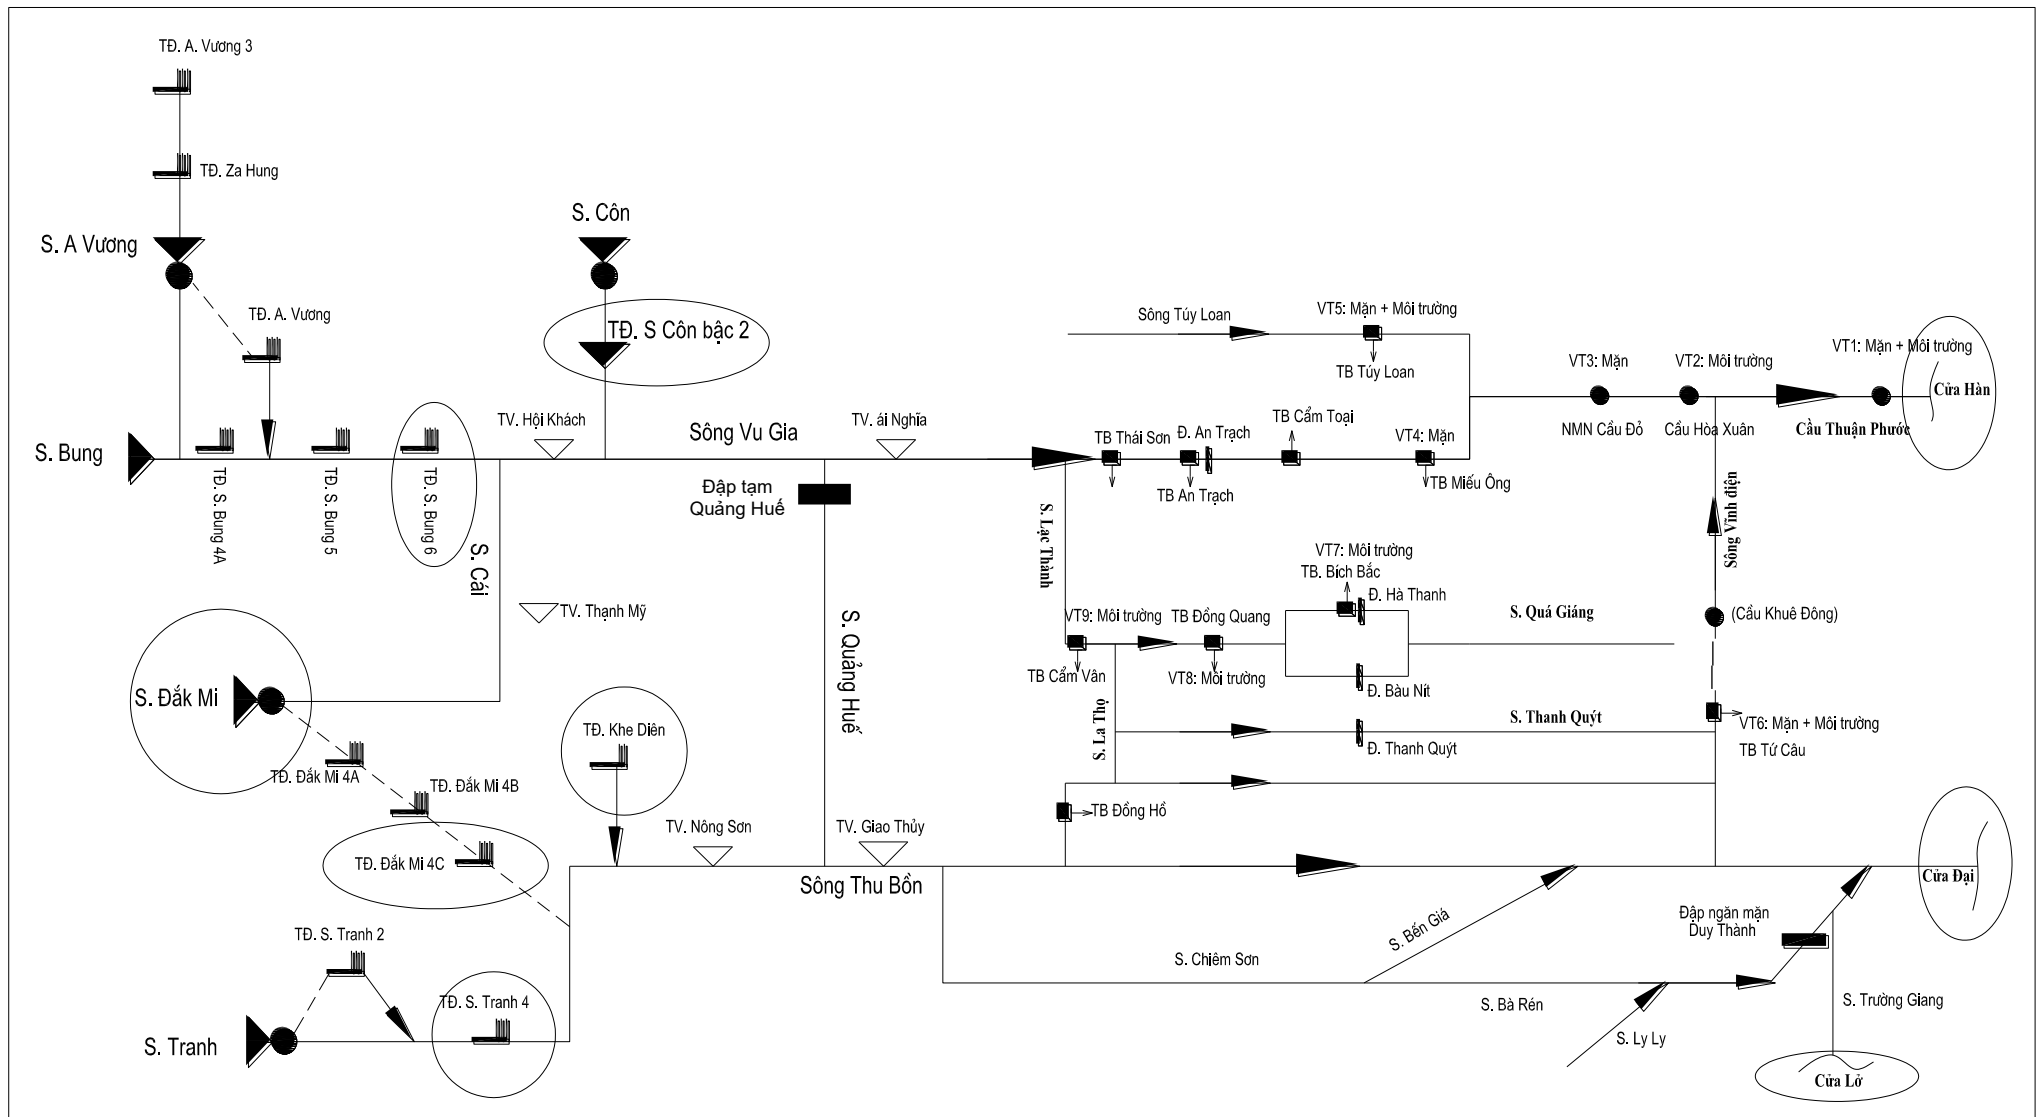 TĐ. A. Vương 3
TĐ. Za Hung
S. Côn
S. A Vương
TĐ. A. Vương
TĐ. S Côn bậc 2
Sông Túy Loan
VT5: Mặn + Môi trường
TB Túy Loan
VT3: Mặn
VT2: Môi trường
VT1: Mặn + Môi trường
Cửa Hàn
NMN Cầu Đỏ
Cầu Hòa Xuân
Cầu Thuận Phước
S. Bung
TĐ. S. Bung 4A
TĐ. S. Bung 5
TĐ. S. Bung 6
TV. Hội Khách
Sông Vu Gia
TV. ái Nghĩa
TB Thái Sơn
Đ. An Trạch
TB Cẩm Toại
VT4: Mặn
TB An Trạch
TB Miếu Ông
Đập tạm
Quảng Huế
S. Cái
S. Lạc Thành
Sông Vĩnh điện
TV. Thạnh Mỹ
S. Quảng Huế
VT7: Môi trường
TB. Bích Bắc
Đ. Hà Thanh
VT9: Môi trường
TB Đồng Quang
S. Quá Giáng
(Cầu Khuê Đông)
TB Cẩm Vân
VT8: Môi trường
Đ. Bàu Nít
S. Đắk Mi
S. La Thọ
S. Thanh Quýt
Đ. Thanh Quýt
VT6: Mặn + Môi trường
TB Tứ Câu
TĐ. Khe Diên
TĐ. Đắk Mi 4A
TĐ. Đắk Mi 4B
TĐ. Đắk Mi 4C
TB Đồng Hồ
TV. Nông Sơn
TV. Giao Thủy
Sông Thu Bồn
Cửa Đại
S. Bến Giá
Đập ngăn mặn
Duy Thành
TĐ. S. Tranh 2
S. Chiêm Sơn
TĐ. S. Tranh 4
S. Bà Rén
S. Trường Giang
S. Tranh
S. Ly Ly
Cửa Lở